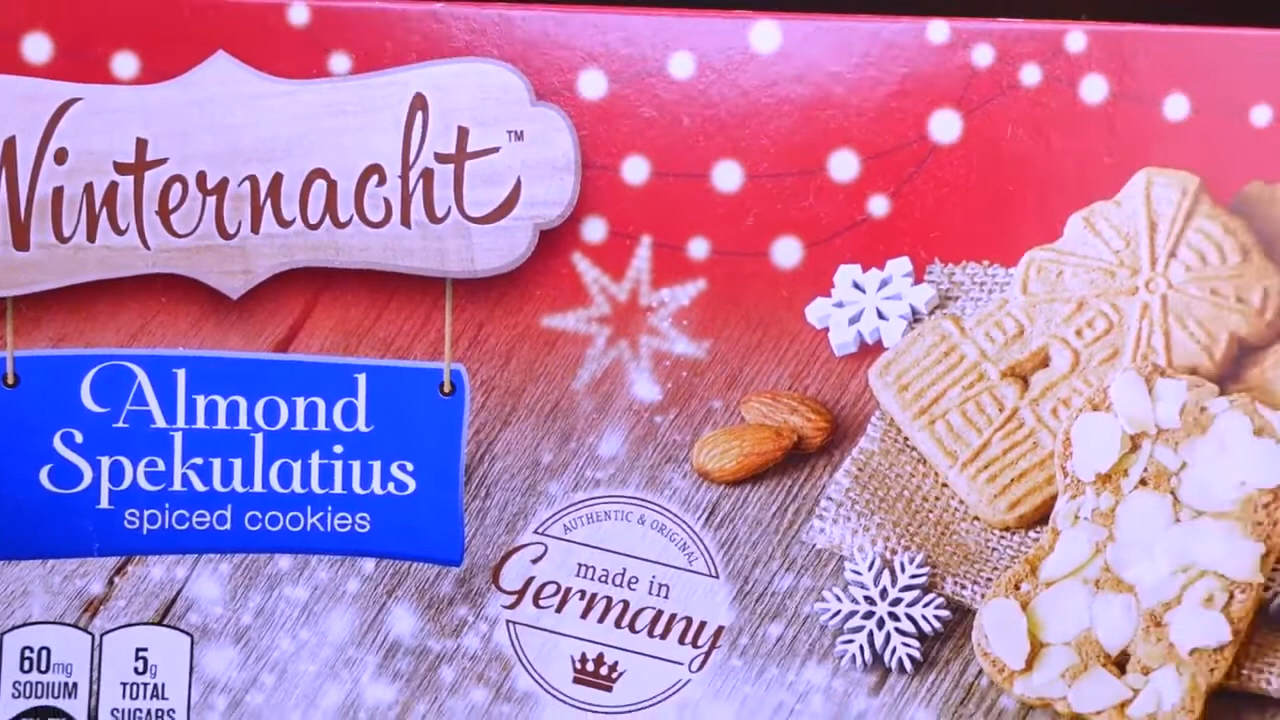 Winternacht™
Almond
Spekulatius
spiced cookies
AUTHENTIC & ORIGINAL
made in
Germany
60mg
SODIUM
5g
TOTAL
SUGARS